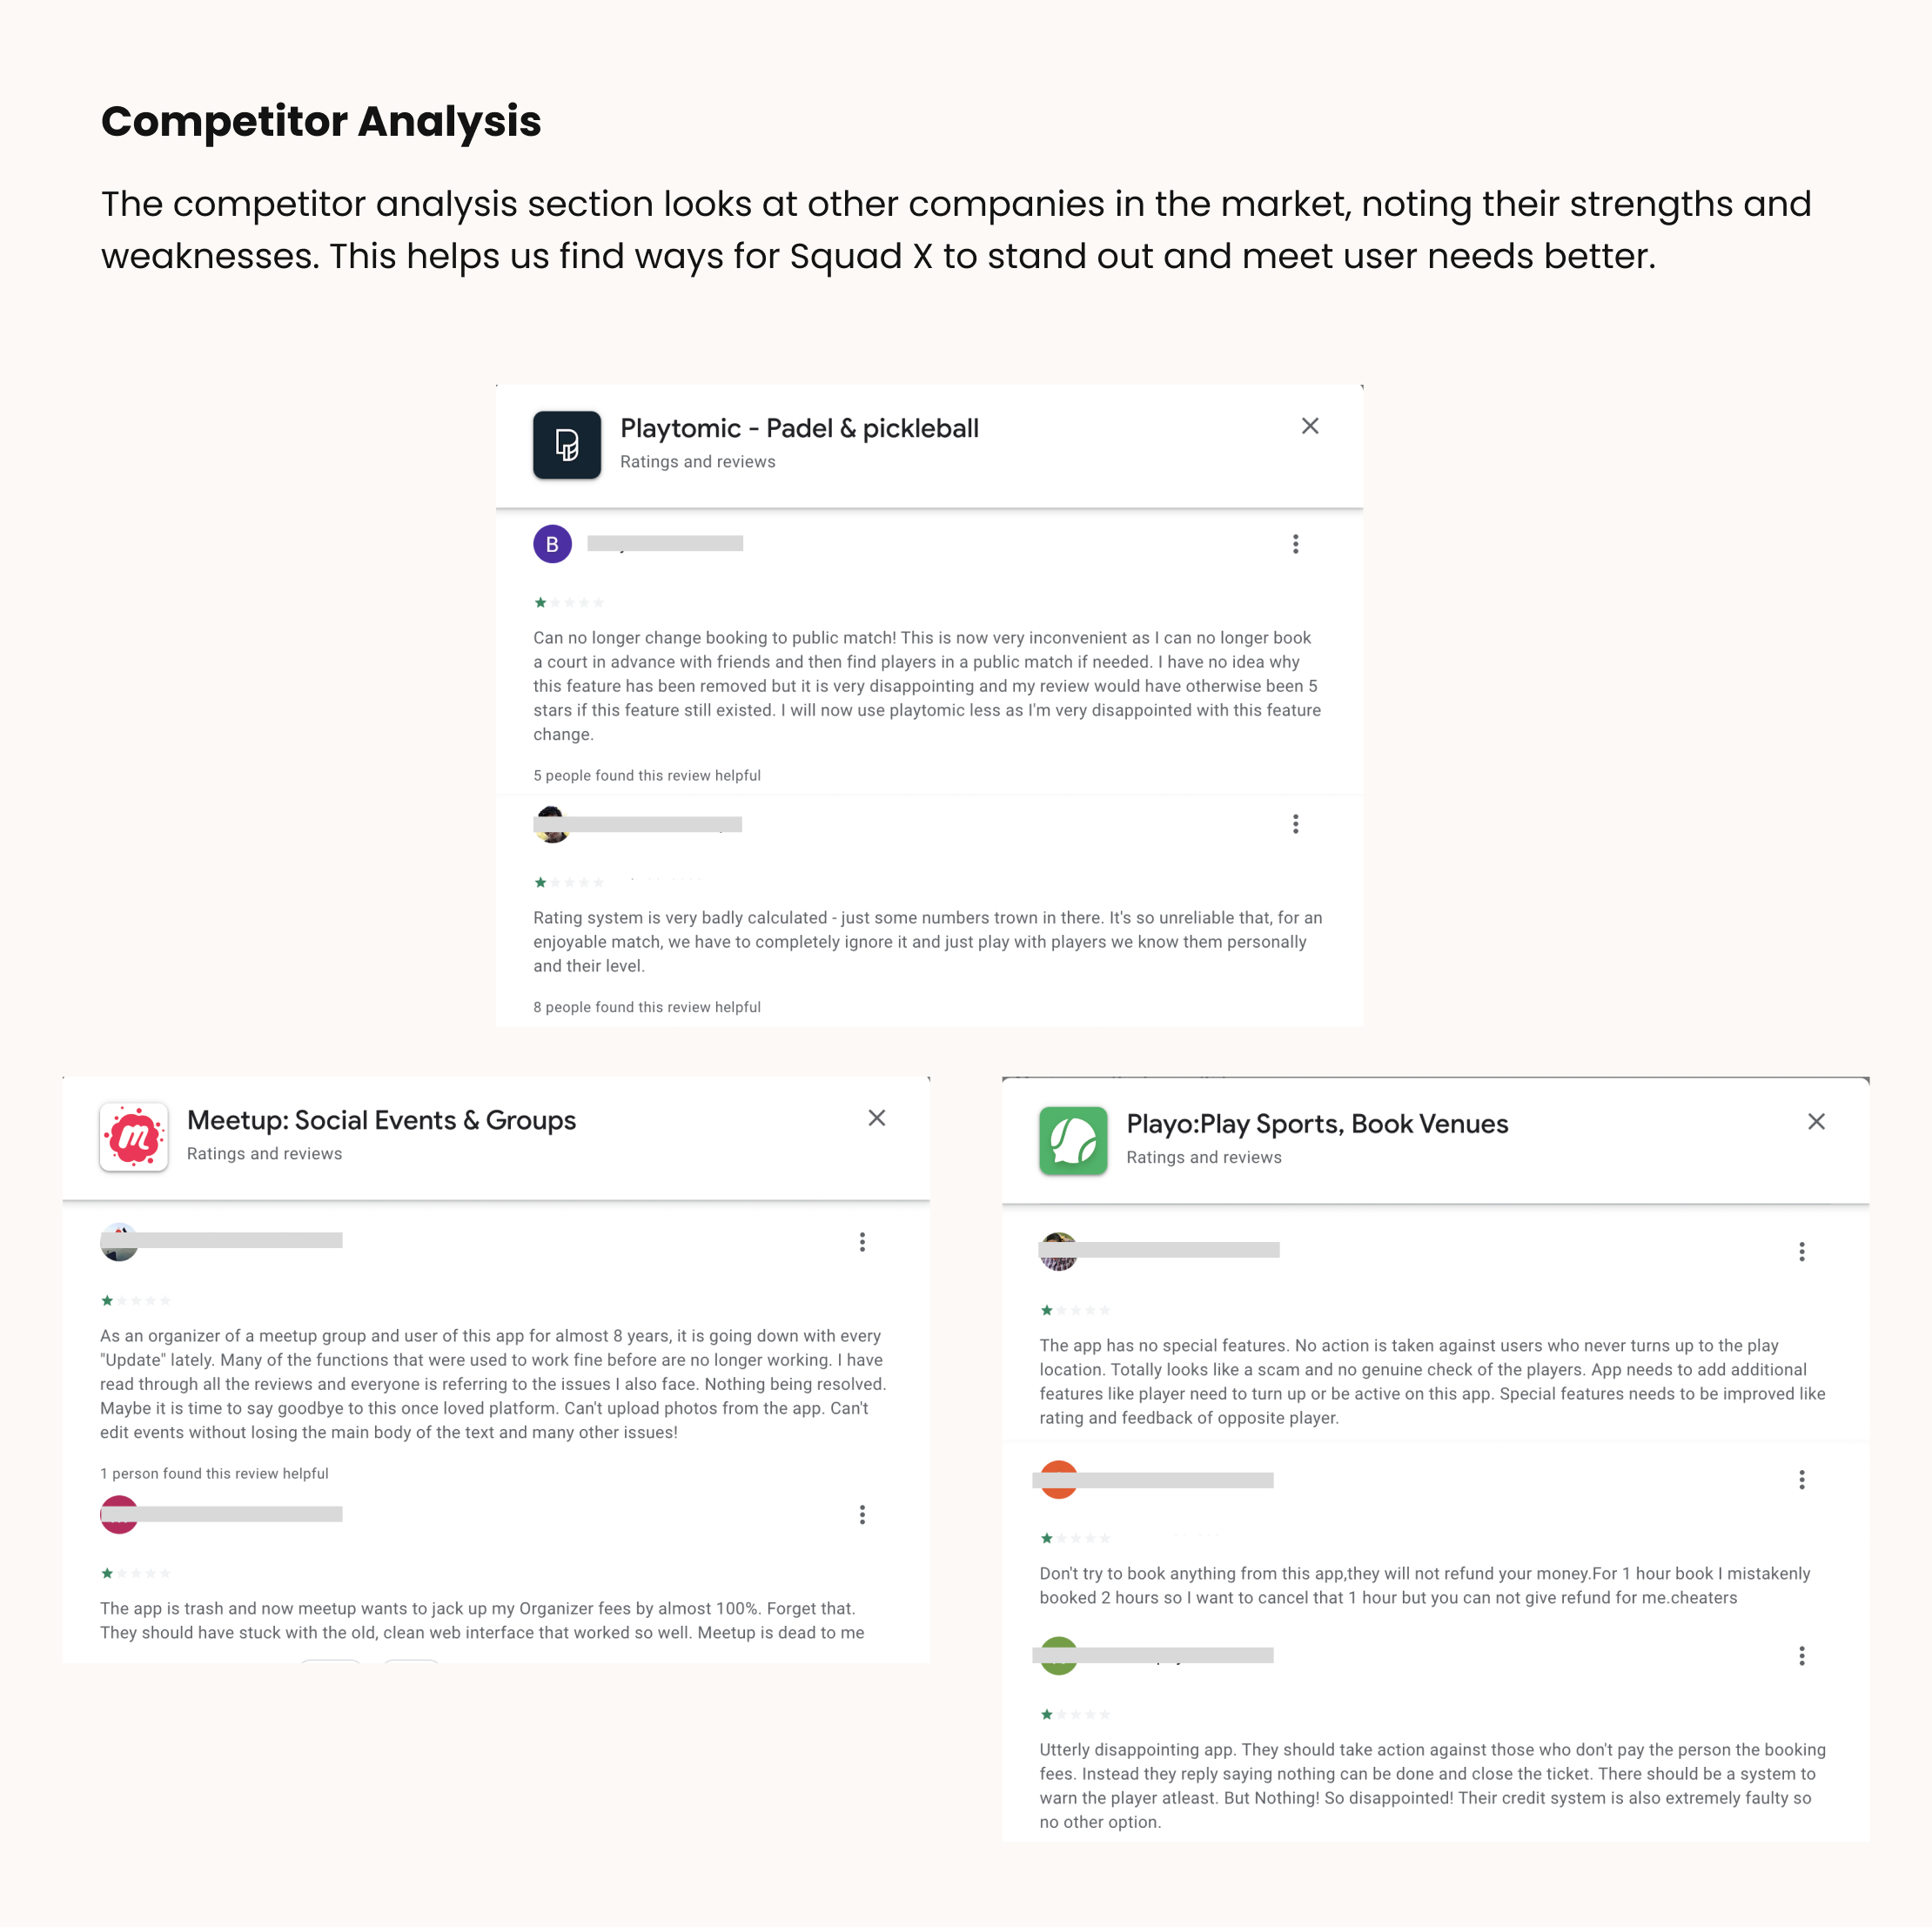 Competitor Analysis
The competitor analysis section looks at other companies in the market, noting their strengths and
weaknesses. This helps us find ways for Squad X to stand out and meet user needs better.
Playtomic - Padel & pickleball
Ratings and reviews
B
Can no longer change booking to public match! This is now very inconvenient as I can no longer book
a court in advance with friends and then find players in a public match if needed. I have no idea why
this feature has been removed but it is very disappointing and my review would have otherwise been 5
stars if this feature still existed. I will now use playtomic less as I'm very disappointed with this feature
change.
5 people found this review helpful
Rating system is very badly calculated - just some numbers trown in there. It's so unreliable that, for an
enjoyable match, we have to completely ignore it and just play with players we know them personally
and their level.
8 people found this review helpful
m
Meetup: Social Events & Groups
Ratings and reviews
As an organizer of a meetup group and user of this app for almost 8 years, it is going down with every
"Update" lately. Many of the functions that were used to work fine before are no longer working. I have
read through all the reviews and everyone is referring to the issues I also face. Nothing being resolved.
Maybe it is time to say goodbye to this once loved platform. Can't upload photos from the app. Can't
edit events without losing the main body of the text and many other issues!
1 person found this review helpful
The app is trash and now meetup wants to jack up my Organizer fees by almost 100%. Forget that.
They should have stuck with the old, clean web interface that worked so well. Meetup is dead to me
Playo:Play Sports, Book Venues
Ratings and reviews
The app has no special features. No action is taken against users who never turns up to the play
location. Totally looks like a scam and no genuine check of the players. App needs to add additional
features like player need to turn up or be active on this app. Special features needs to be improved like
rating and feedback of opposite player.
Don't try to book anything from this app,they will not refund your money.For 1 hour book I mistakenly
booked 2 hours so I want to cancel that 1 hour but you can not give refund for me.cheaters
Utterly disappointing app. They should take action against those who don't pay the person the booking
fees. Instead they reply saying nothing can be done and close the ticket. There should be a system to
warn the player atleast. But Nothing! So disappointed! Their credit system is also extremely faulty so
no other option.